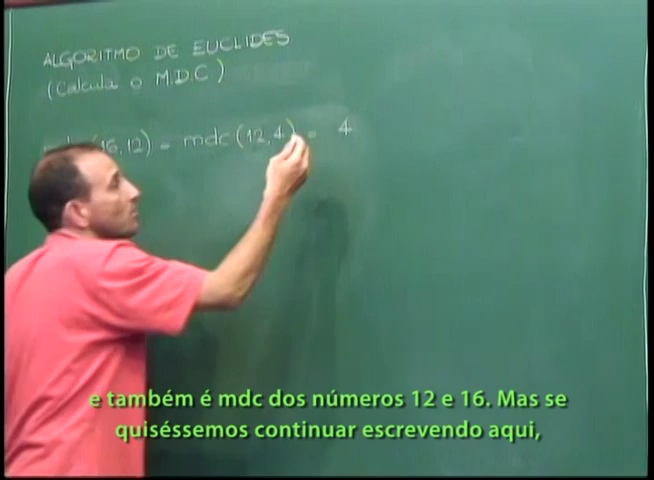 ALGORITMO DE EUCLIDES
(Calcula o M.D.C)
16,12) = mdc (12,4) = 4
e também é mdc dos números 12 e 16. Mas se
quiséssemos continuar escrevendo aqui,